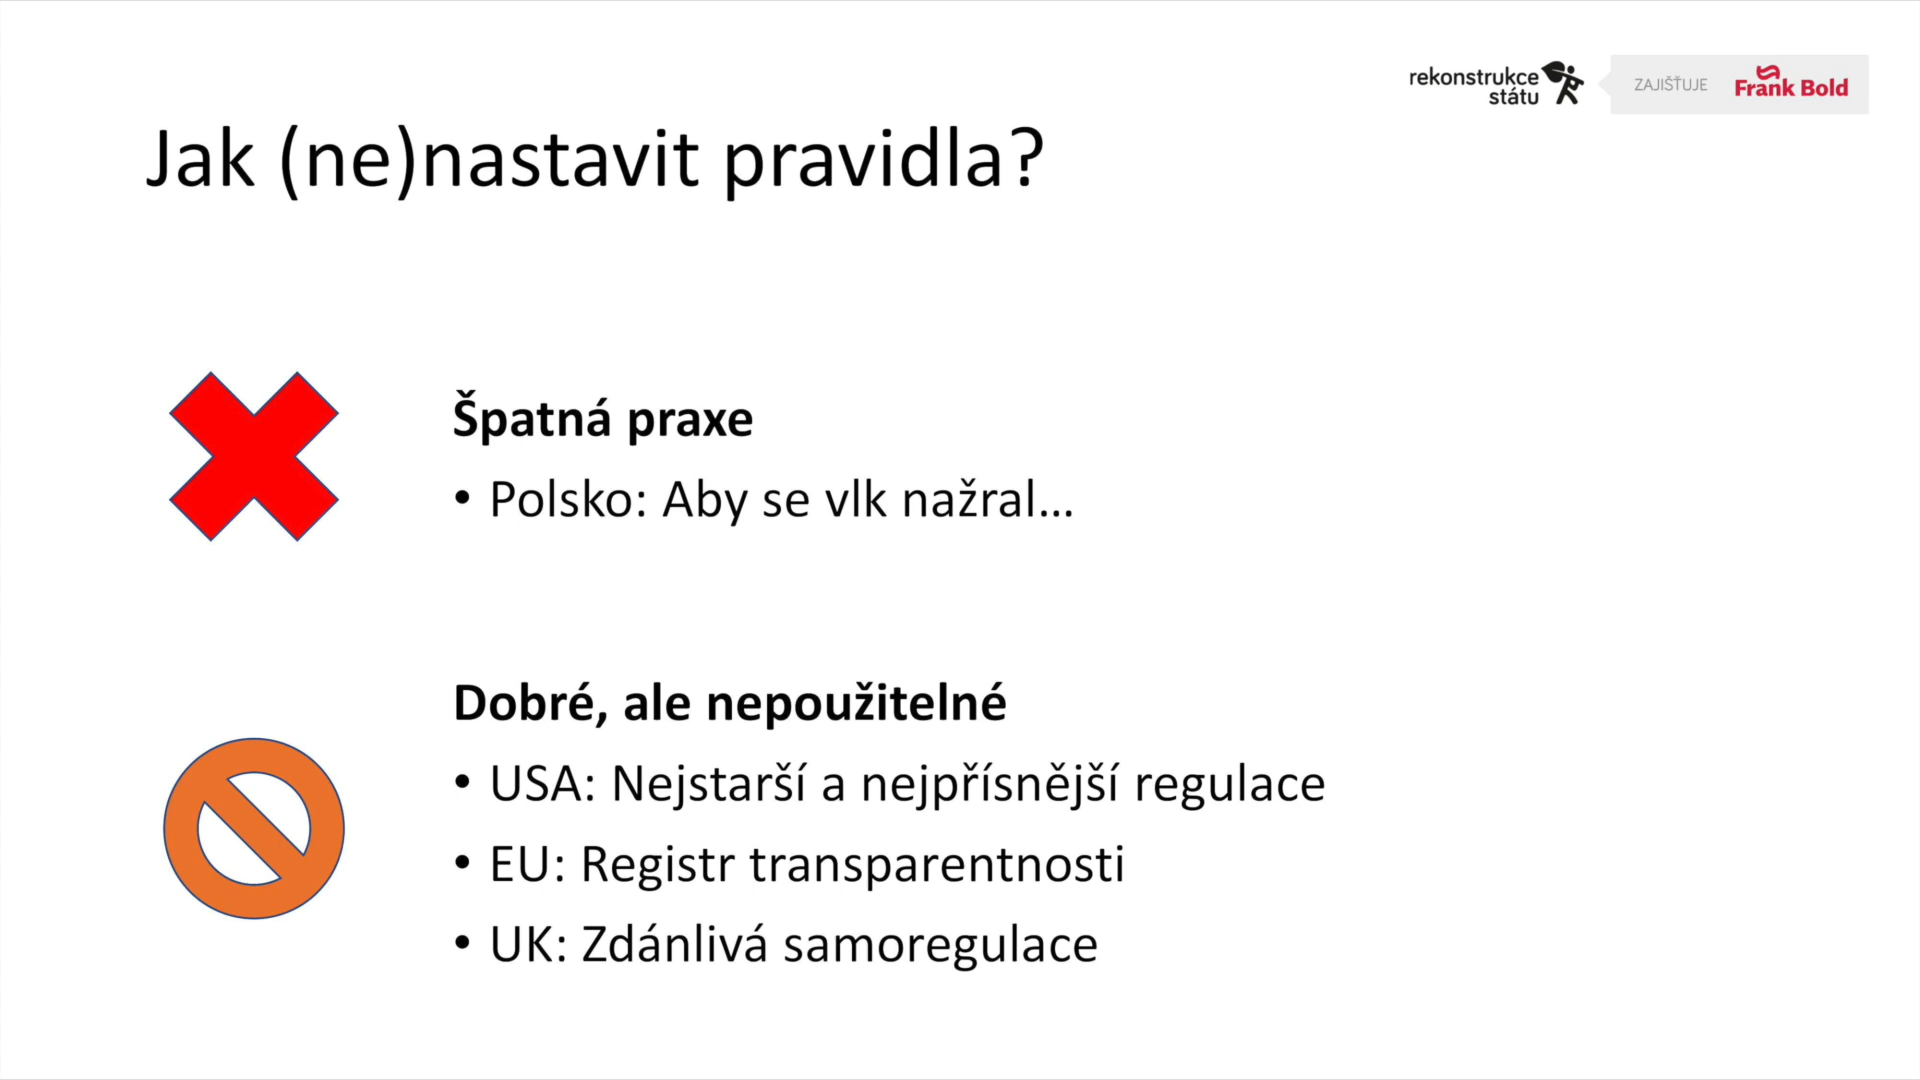 rekonstrukce
státu
ZAJIŠŤUJE
Frank Bold
Jak (ne)nastavit pravidla?
Špatná praxe
• Polsko: Aby se vlk nažral...
Dobré, ale nepoužitelné
• USA: Nejstarší a nejpřísnější regulace
• EU: Registr transparentnosti
• UK: Zdánlivá samoregulace